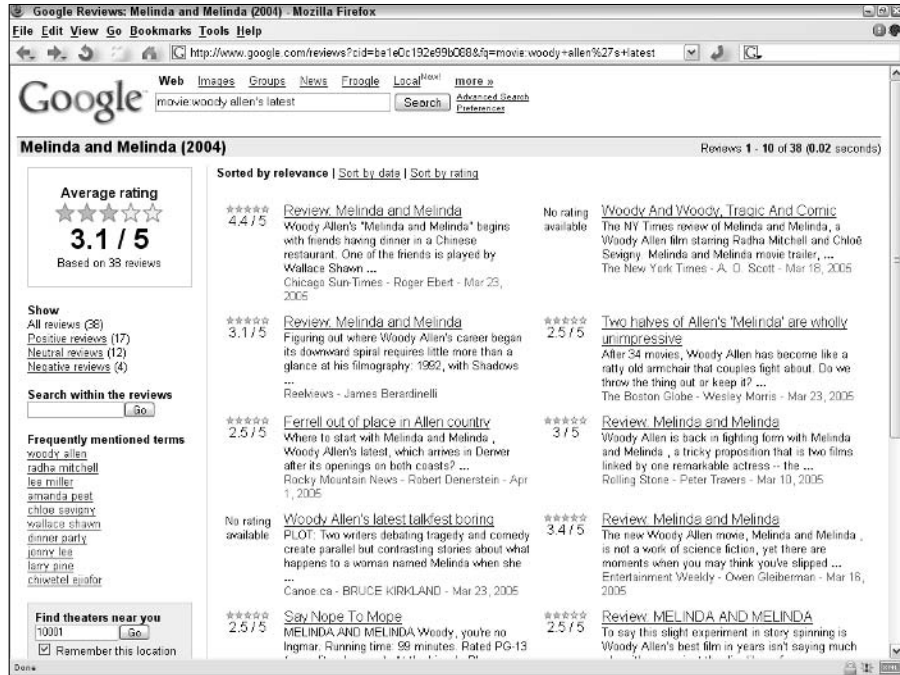 Google Reviews: Melinda and Melinda (2004) - Mozilla Firefox
File Edit View Go Bookmarks Tools Help
http://www.google.com/reviews?cid=be1e0c192e99b088&fq=movie:woody+allen%27s+latest
Google
Web Images Groups News Froogle Local New! more »
movie:woody allen's latest
Search
Advanced Search
Preferences
Melinda and Melinda (2004)
Reviews 1 - 10 of 38 (0.02 seconds)
Average rating
3.1 / 5
Based on 38 reviews
Show
All reviews (38)
Positive reviews (17)
Neutral reviews (12)
Negative reviews (4)
Search within the reviews
Go
Frequently mentioned terms
woody allen
radha mitchell
lee miller
amanda peet
chloe sevigny
wallace shawn
dinner party
jonny lee
larry pine
chiwetel ejiofor
Find theaters near you
10001
Go
Remember this location
Sorted by relevance | Sort by date | Sort by rating
4.4 / 5
Review: Melinda and Melinda
Woody Allen's "Melinda and Melinda" begins
with friends having dinner in a Chinese
restaurant. One of the friends is played by
Wallace Shawn ...
Chicago Sun-Times - Roger Ebert - Mar 23,
2005
No rating
available
Woody And Woody, Tragic And Comic
The NY Times review of Melinda and Melinda, a
Woody Allen film starring Radha Mitchell and Chloë
Sevigny. Melinda and Melinda movie trailer, ...
The New York Times - A. O. Scott - Mar 18, 2005
3.1 / 5
Review: Melinda and Melinda
Figuring out where Woody Allen's career began
its downward spiral requires little more than a
glance at his filmography: 1992, with Shadows
...
Reelviews - James Berardinelli
2.5 / 5
Two halves of Allen's 'Melinda' are wholly
unimpressive
After 34 movies, Woody Allen has become like a
ratty old armchair that couples fight about. Do we
throw the thing out or keep it? ...
The Boston Globe - Wesley Morris - Mar 23, 2005
2.5 / 5
Ferrell out of place in Allen country
Where to start with Melinda and Melinda ,
Woody Allen's latest, which arrives in Denver
after its openings on both coasts? ...
Rocky Mountain News - Robert Denerstein - Apr
1, 2005
3 / 5
Review: Melinda and Melinda
Woody Allen is back in fighting form with Melinda
and Melinda , a tricky proposition that is two films
linked by one remarkable actress -- the ...
Rolling Stone - Peter Travers - Mar 10, 2005
No rating
available
Woody Allen's latest talkfest boring
PLOT: Two writers debating tragedy and comedy
create parallel but contrasting stories about what
happens to a woman named Melinda when she
...
Canoe.ca - BRUCE KIRKLAND - Mar 23, 2005
3.4 / 5
Review: Melinda and Melinda
The new Woody Allen movie, Melinda and Melinda ,
is not a work of science fiction, yet there are
moments when you may think you've slipped ...
Entertainment Weekly - Owen Gleiberman - Mar 16,
2005
2.5 / 5
Say Nope To Mope
MELINDA AND MELINDA Woody, you're no
Ingmar. Running time: 99 minutes. Rated PG-13
2.5 / 5
Review: MELINDA AND MELINDA
To say this slight experiment in story spinning is
Woody Allen's best film in years isn't saying much
Done